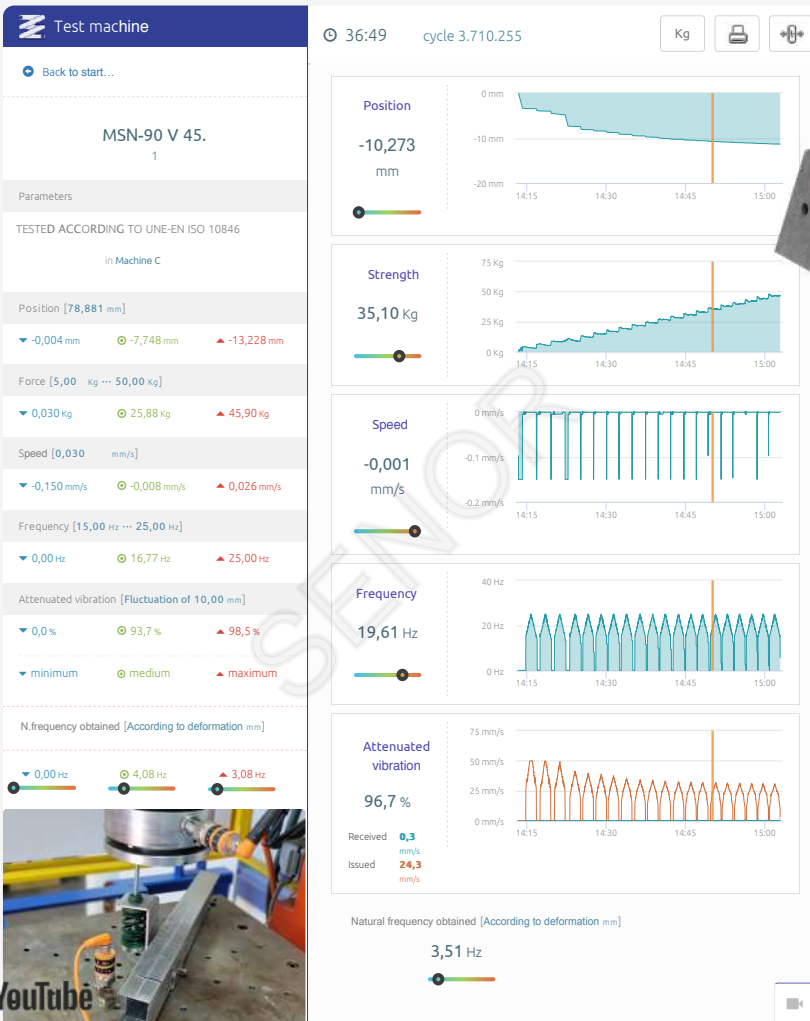 Test machine
Back to start...
MSN-90 V 45.
1
Parameters
TESTED ACCORDING TO UNE-EN ISO 10846
in Machine C
Position [78,881 mm]
-0,004 mm -7,748 mm -13,228 mm
Force [5,00 Kg ... 50,00 Kg]
0,030 Kg 25,88 Kg 45,90 Kg
Speed [0,030 mm/s]
-0,150 mm/s -0,008 mm/s 0,026 mm/s
Frequency [15,00 Hz ... 25,00 Hz]
0,00 Hz 16,77 Hz 25,00 Hz
Attenuated vibration [Fluctuation of 10,00 mm]
0,0 % 93,7 % 98,5 %
minimum medium maximum
N.frequency obtained [According to deformation mm]
0,00 Hz 4,08 Hz 3,08 Hz
YouTube
36:49 cycle 3.710.255 Kg
Position
-10,273
mm
0 mm
-10 mm
-20 mm
14:15 14:30 14:45 15:00
Strength
35,10 Kg
75 Kg
50 Kg
25 Kg
0 Kg
14:15 14:30 14:45 15:00
Speed
-0,001
mm/s
0 mm/s
-0.1 mm/s
-0.2 mm/s
14:15 14:30 14:45 15:00
Frequency
19,61 Hz
40 Hz
20 Hz
0 Hz
14:15 14:30 14:45 15:00
Attenuated
vibration
96,7 %
Received 0,3
mm/s
Issued 24,3
mm/s
75 mm/s
50 mm/s
25 mm/s
0 mm/s
14:15 14:30 14:45 15:00
Natural frequency obtained [According to deformation mm]
3,51 Hz
SENOR